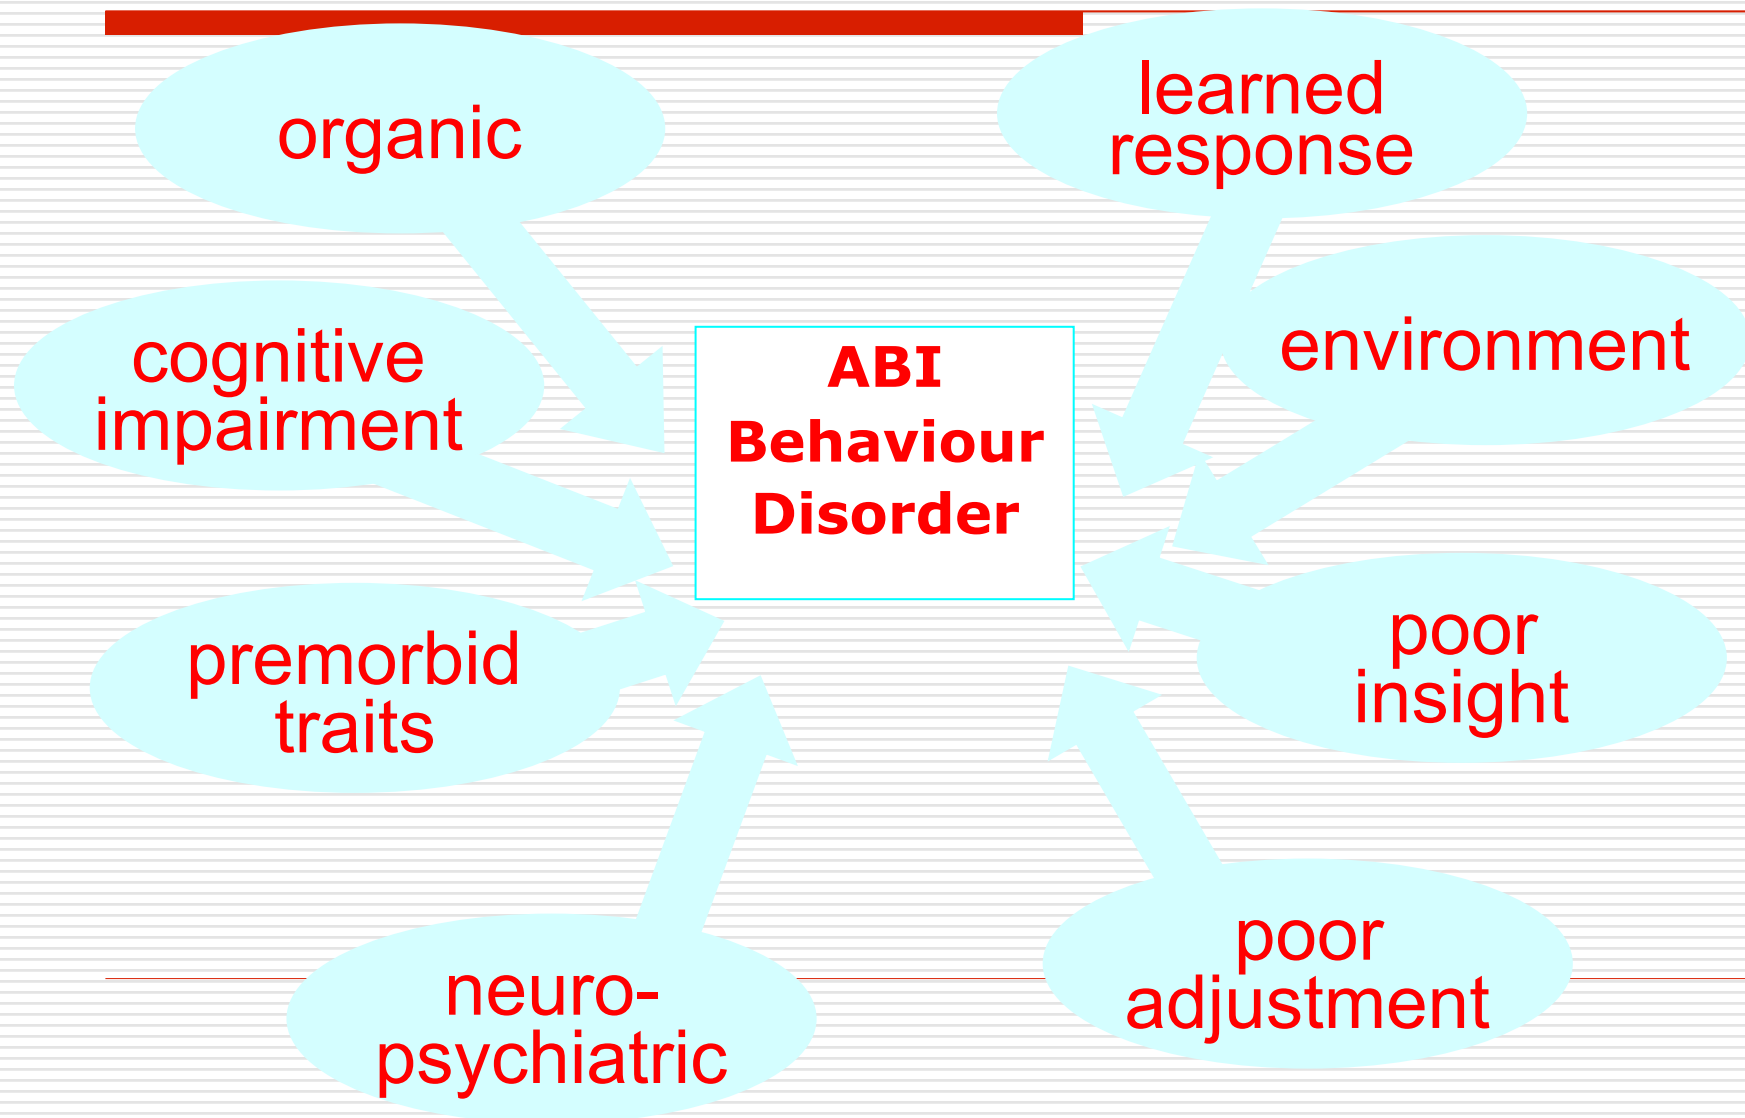 organic
learned
response
cognitive
impairment
ABI
Behaviour
Disorder
environment
premorbid
traits
poor
insight
neuro-
psychiatric
poor
adjustment